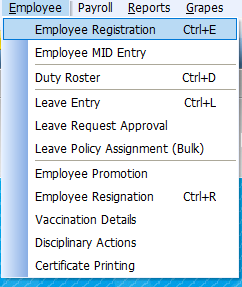 Employee Payroll Reports Grapes
Employee Registration Ctrl+E
Employee MID Entry
Duty Roster Ctrl+D
Leave Entry Ctrl+L
Leave Request Approval
Leave Policy Assignment (Bulk)
Employee Promotion
Employee Resignation Ctrl+R
Vaccination Details
Disciplinary Actions
Certificate Printing